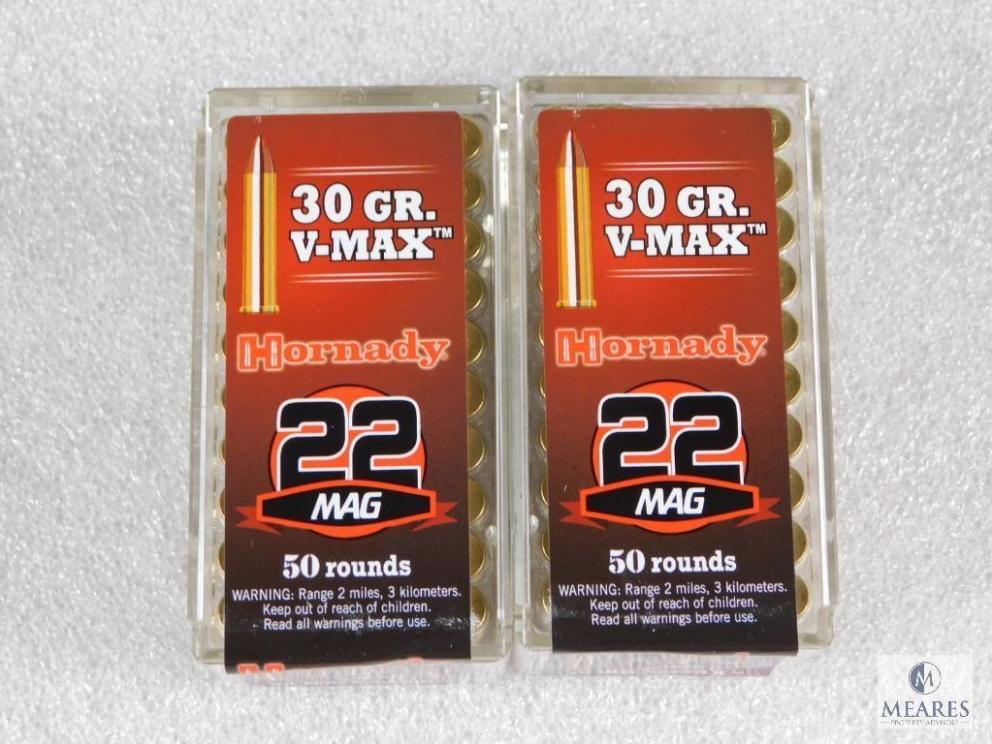 30 GR.
V-MAX™
Hornady
22
MAG
50 rounds
WARNING: Range 2 miles, 3 kilometers.
Keep out of reach of children.
Read all warnings before use.
30 GR.
V-MAX™
Hornady
22
MAG
50 rounds
WARNING: Range 2 miles, 3 kilometers.
Keep out of reach of children.
Read all warnings before use.
M
MEARES
PROPERTY ADVISORS